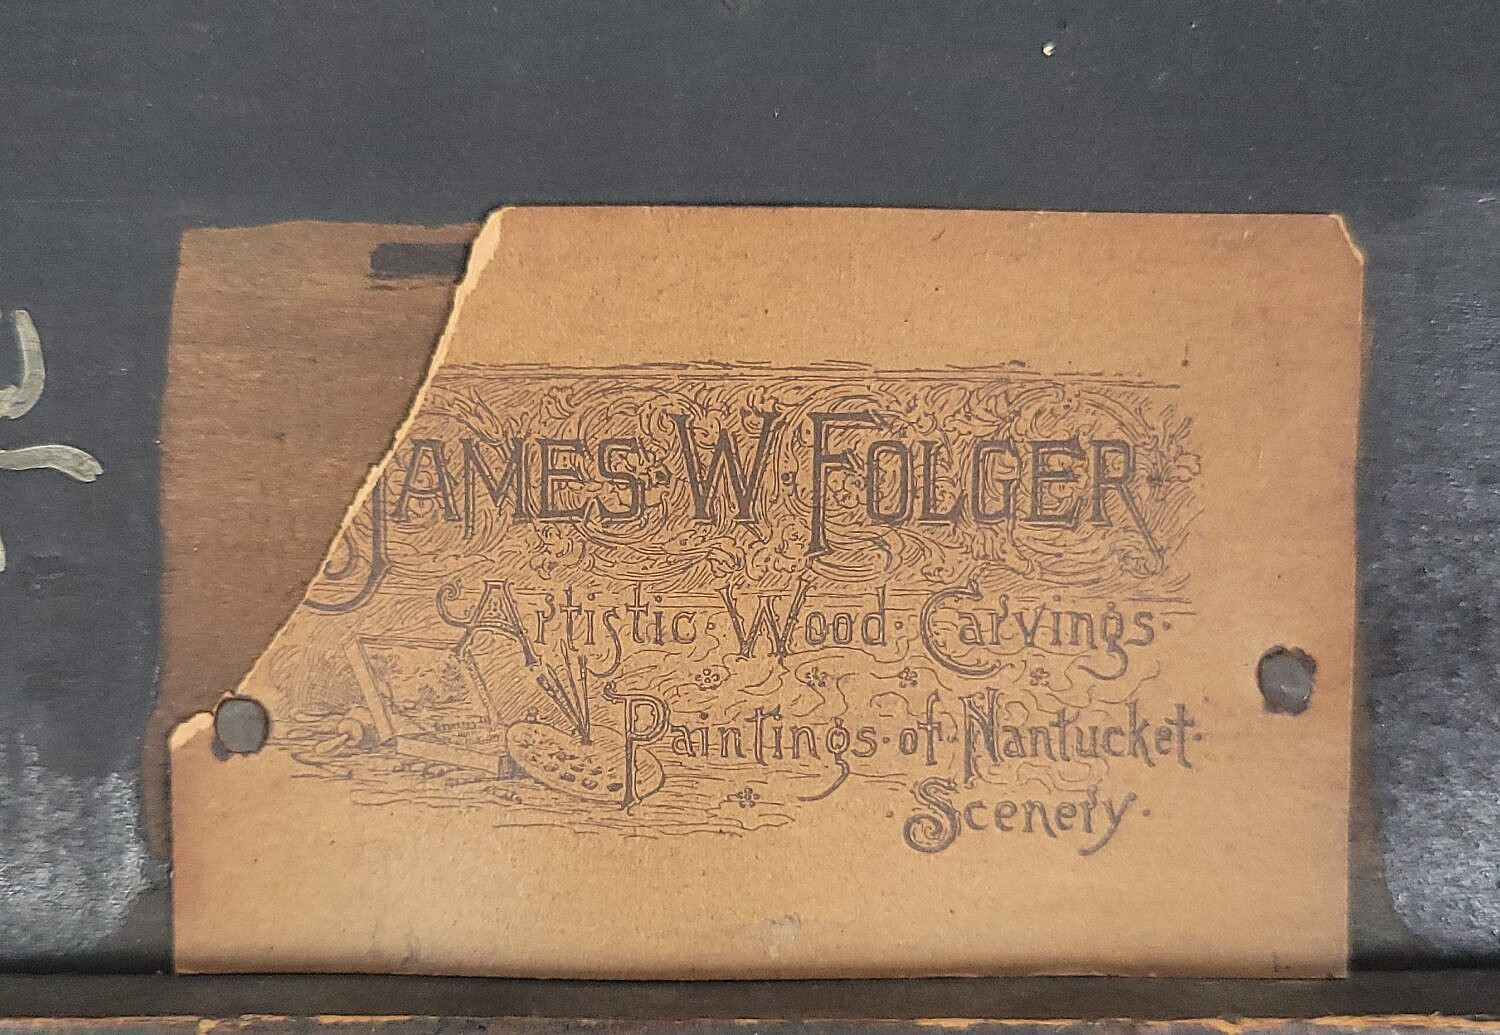 JAMES W. FOLGER
Artistic · Wood · Carvings ·
Paintings · of · Nantucket ·
· Scenery ·